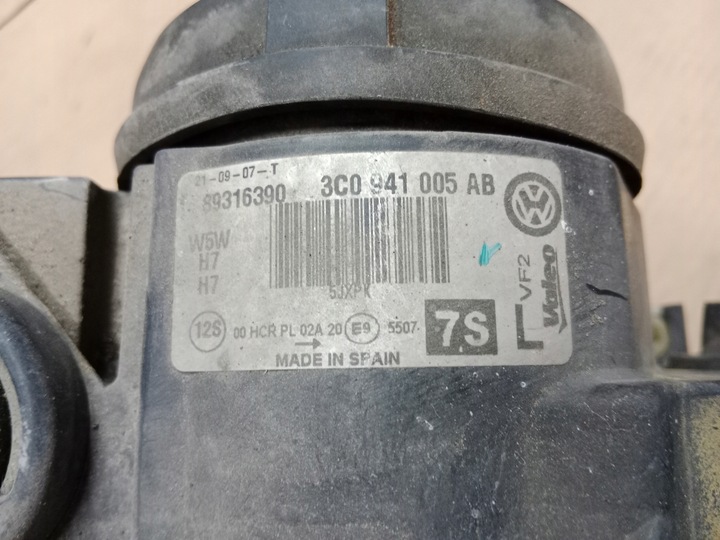 21-09-07-T
89316390 3C0 941 005 AB
W5W
H7
H7
5JXPK
VF2
Valeo
12S 00 HCR PL 02A 20 E9 5507 7S L
MADE IN SPAIN